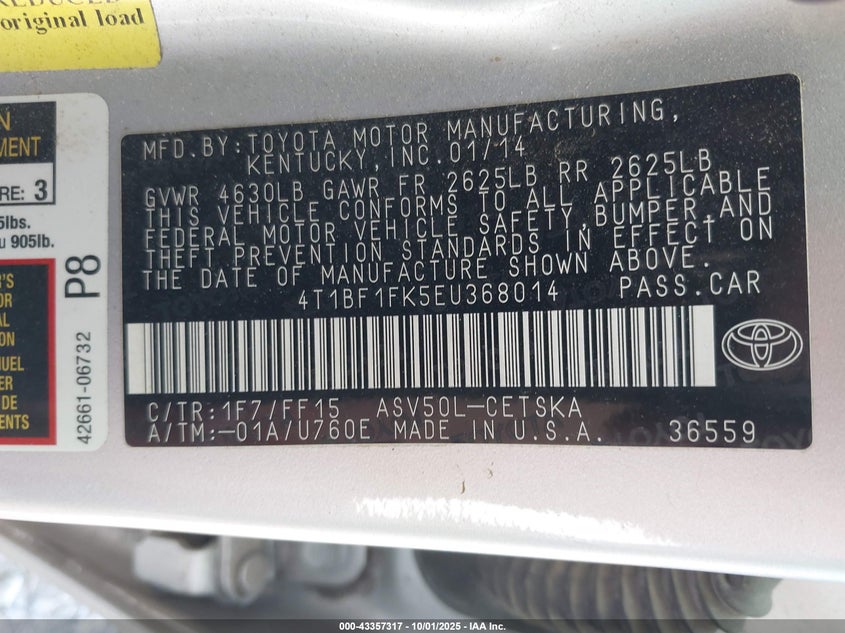 REDUCED
original load
N
MENT
RE: 3
5lbs.
905lb.
P8
42661-06732
MFD.BY:TOYOTA MOTOR MANUFACTURING,
KENTUCKY,INC.01/14
GVWR 4630LB GAWR FR 2625LB RR 2625LB
THIS VEHICLE CONFORMS TO ALL APPLICABLE
FEDERAL MOTOR VEHICLE SAFETY,BUMPER,AND
THEFT PREVENTION STANDARDS IN EFFECT ON
THE DATE OF MANUFACTURE SHOWN ABOVE.
4T1BF1FK5EU368014 PASS.CAR
C/TR:1F7/FF15 ASV50L-CETSKA
A/TM:-01A/U760E MADE IN U.S.A. 36559
000-43357317 - 10/01/2025 - IAA Inc.